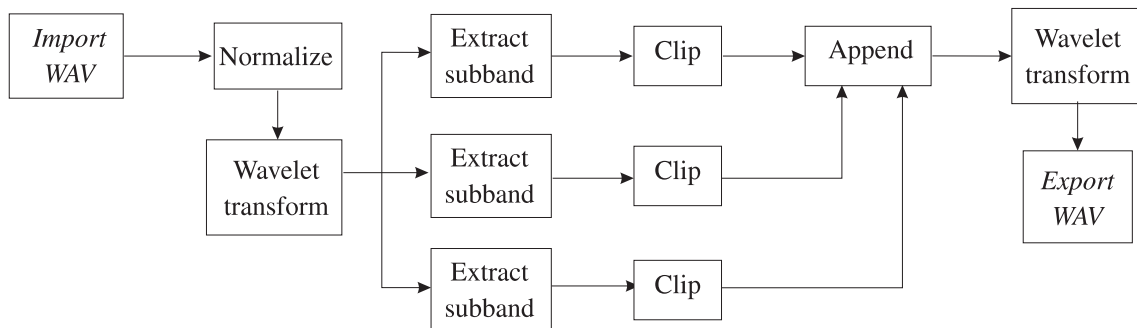 Import
WAV
Normalize
Wavelet
transform
Extract
subband
Clip
Extract
subband
Clip
Extract
subband
Clip
Append
Wavelet
transform
Export
WAV